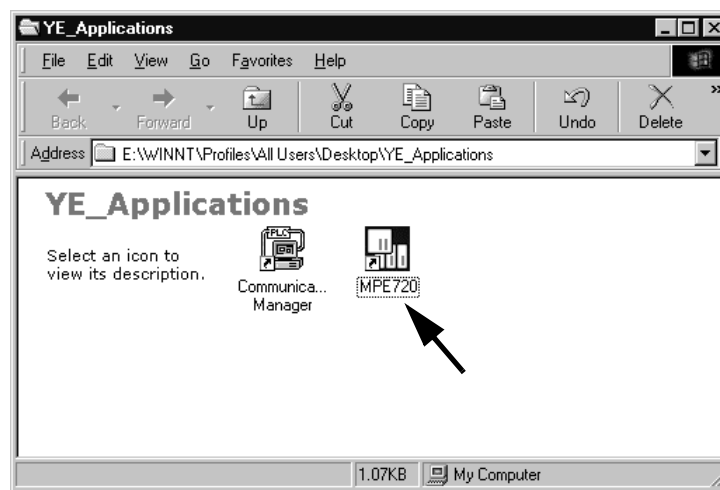 YE_Applications
File Edit View Go Favorites Help
Back Forward Up Cut Copy Paste Undo Delete »
Address E:\WINNT\Profiles\All Users\Desktop\YE_Applications
YE_Applications
Select an icon to
view its description.
PLC
Communica...
Manager
MPE720
1.07KB My Computer